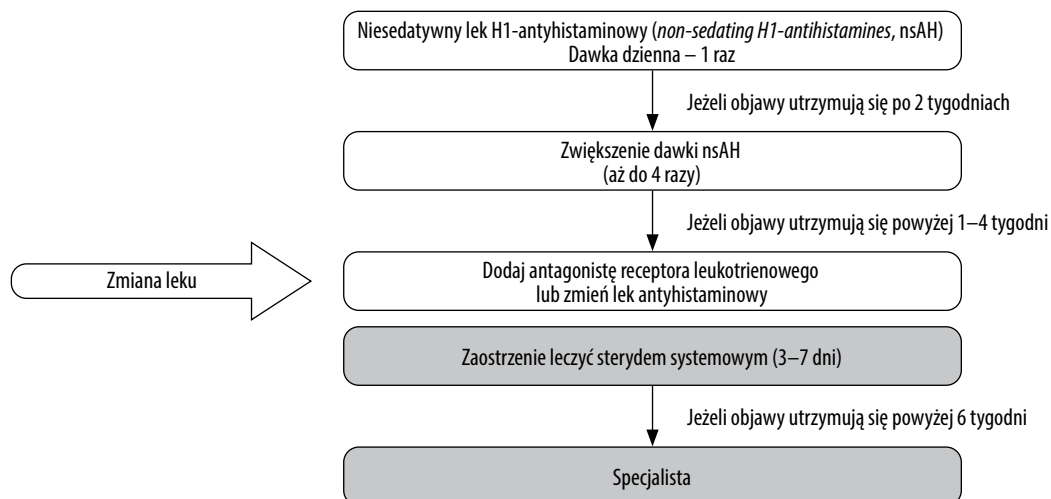 Niesedatywny lek H1-antyhistaminowy (non-sedating H1-antihistamines, nsAH)
Dawka dzienna – 1 raz
Jeżeli objawy utrzymują się po 2 tygodniach
Zwiększenie dawki nsAH
(aż do 4 razy)
Jeżeli objawy utrzymują się powyżej 1–4 tygodni
Zmiana leku
Dodaj antagonistę receptora leukotrienowego
lub zmień lek antyhistaminowy
Zaostrzenie leczyć sterydem systemowym (3–7 dni)
Jeżeli objawy utrzymują się powyżej 6 tygodni
Specjalista